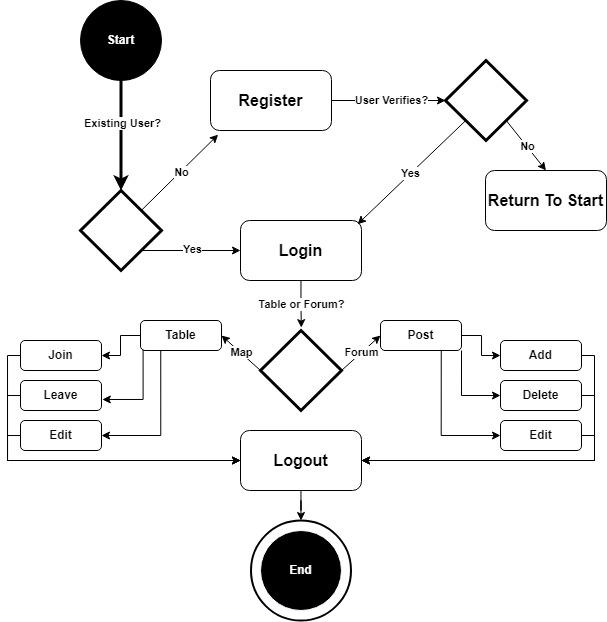 Start
Existing User?
Register
User Verifies?
No
No
Yes
Return To Start
Yes
Login
Table or Forum?
Table
Map
Forum
Post
Join
Leave
Edit
Add
Delete
Edit
Logout
End